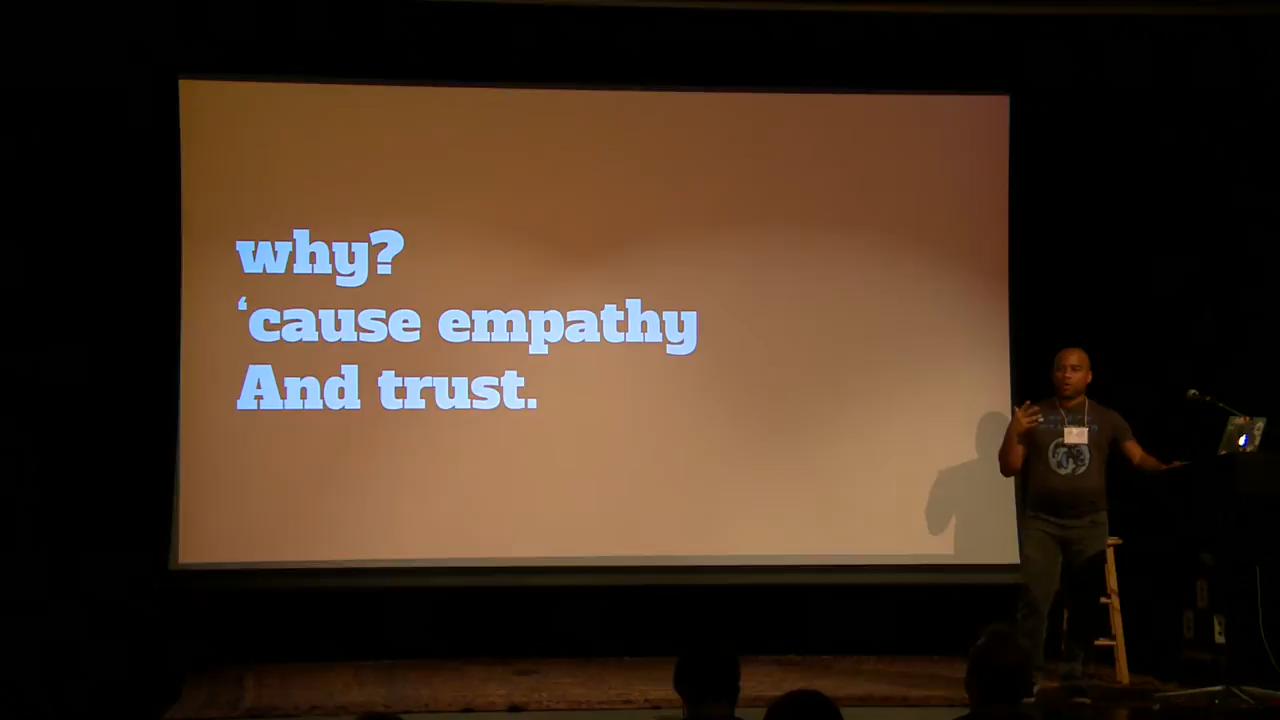 why?
‘cause empathy
And trust.